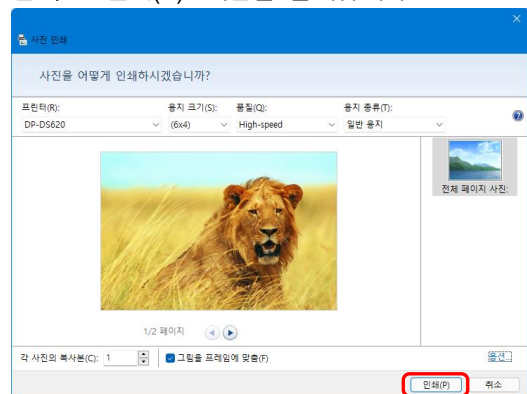 사진 인쇄
사진을 어떻게 인쇄하시겠습니까?
프린터(R): 용지 크기(S): 품질(Q): 용지 종류(T):
DP-DS620 (6x4) High-speed 일반 용지
전체 페이지 사진:
1/2 페이지
각 사진의 복사본(C): 1 그림을 프레임에 맞춤(F) 옵션...
인쇄(P) 취소